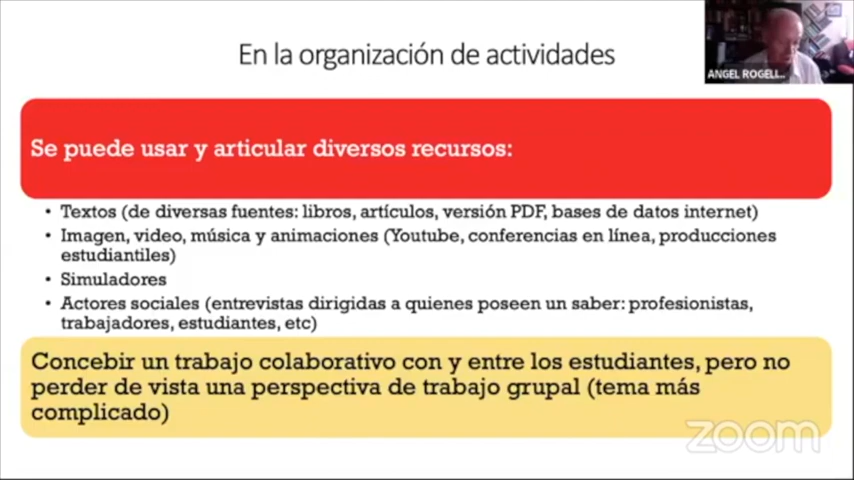 En la organización de actividades
ANGEL ROGELI...
Se puede usar y articular diversos recursos:
• Textos (de diversas fuentes: libros, artículos, versión PDF, bases de datos internet)
• Imagen, video, música y animaciones (Youtube, conferencias en línea, producciones
estudiantiles)
• Simuladores
• Actores sociales (entrevistas dirigidas a quienes poseen un saber: profesionistas,
trabajadores, estudiantes, etc)
Concebir un trabajo colaborativo con y entre los estudiantes, pero no
perder de vista una perspectiva de trabajo grupal (tema más
complicado)
zoom